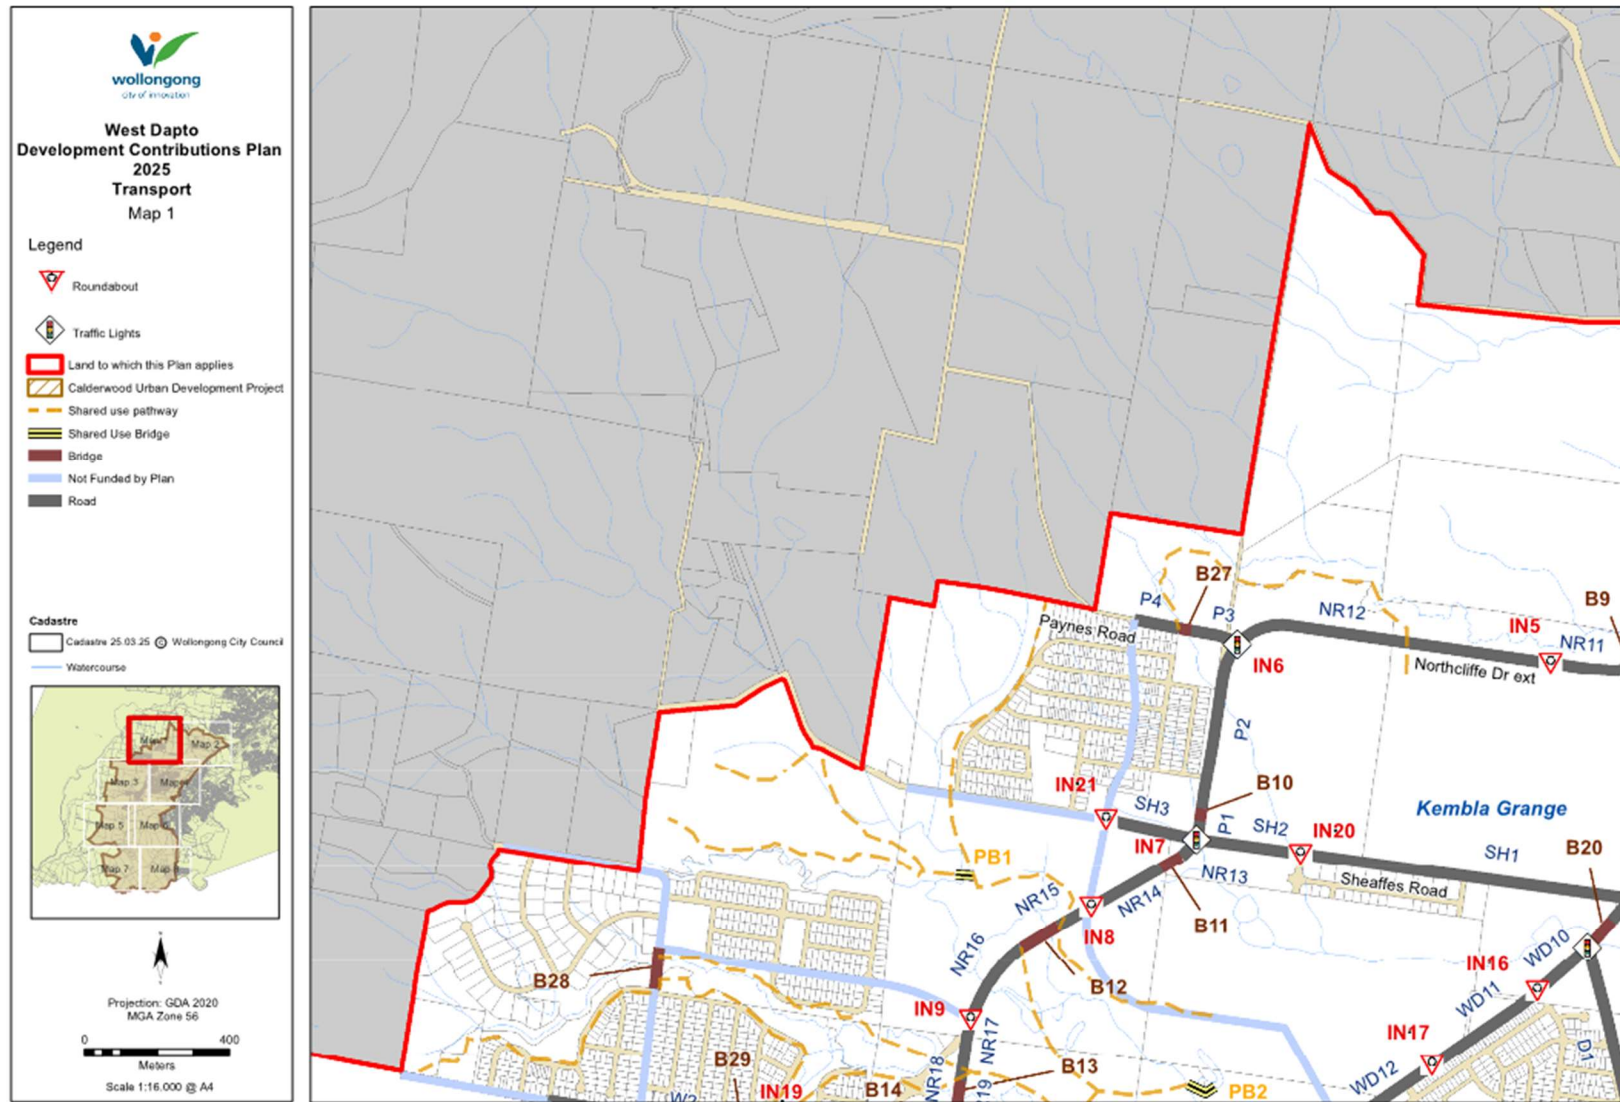 wollongong
city of innovation
West Dapto
Development Contributions Plan
2025
Transport
Map 1
Legend
Roundabout
Traffic Lights
Land to which this Plan applies
Calderwood Urban Development Project
Shared use pathway
Shared Use Bridge
Bridge
Not Funded by Plan
Road
Cadastre
Cadastre 25.03.25 © Wollongong City Council
Watercourse
Map 2
Map 3
Map 5
Map 6
Map 7
N
Projection: GDA 2020
MGA Zone 56
0 400
Meters
Scale 1:16.000 @ A4
B27
P4
P3
NR12
B9
IN5
NR11
Paynes Road
IN6
Northcliffe Dr ext
P2
B10
IN21
SH3
P1
SH2
IN20
Kembla Grange
IN7
SH1
B20
PB1
NR13
Sheaffes Road
NR15
NR14
B11
IN8
NR16
WD10
IN16
B28
B12
WD11
IN9
NR17
IN17
D1
B29
NR18
B13
WD12
IN19
B14
PB2